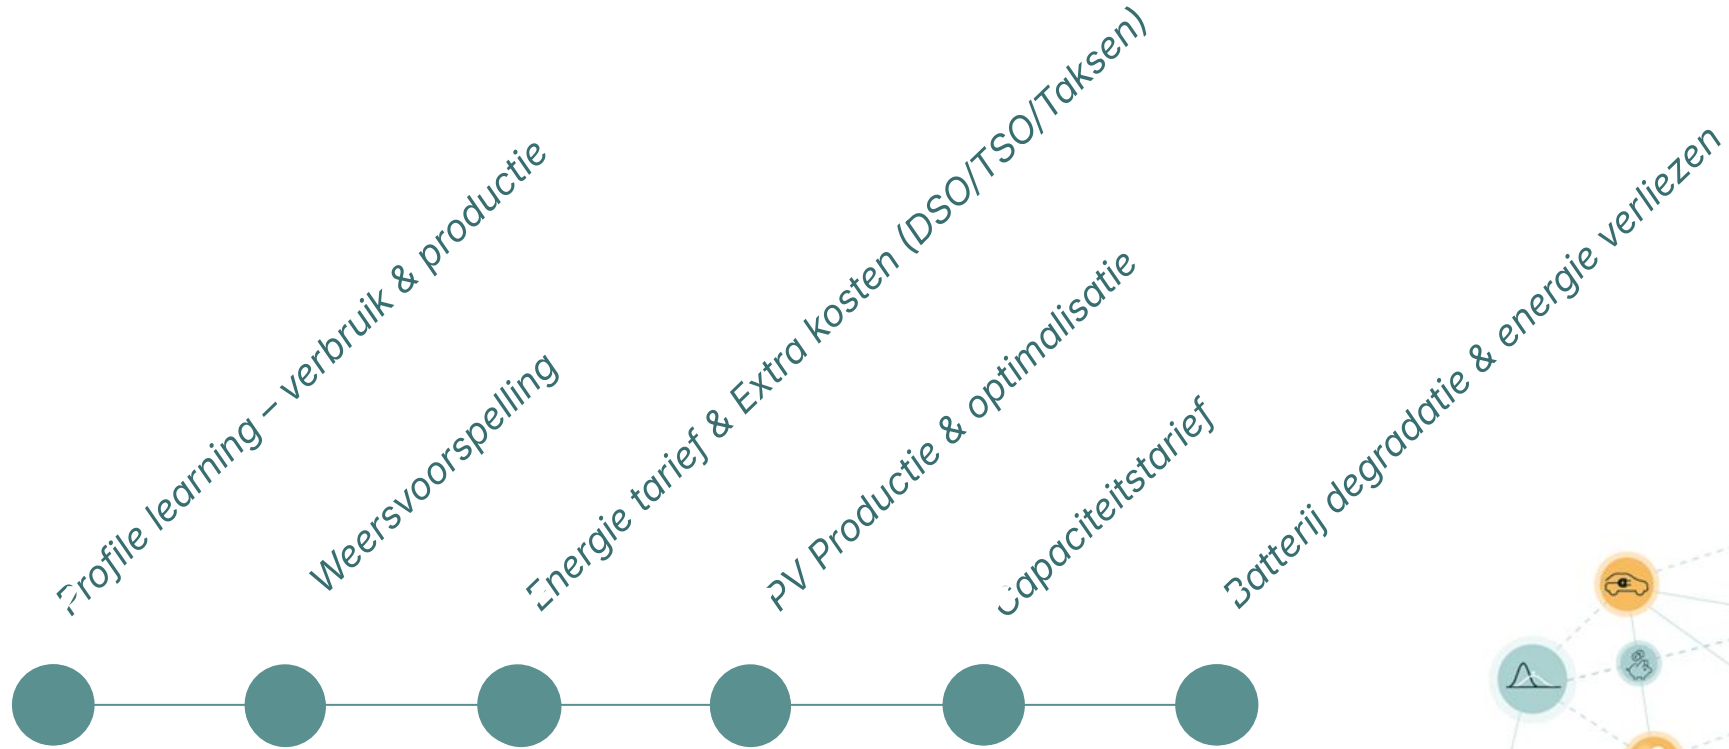 Profile learning – verbruik & productie
Weersvoorspelling
Energie tarief & Extra kosten (DSO/TSO/Taksen)
PV Productie & optimalisatie
Capaciteitstarief
Batterij degradatie & energie verliezen